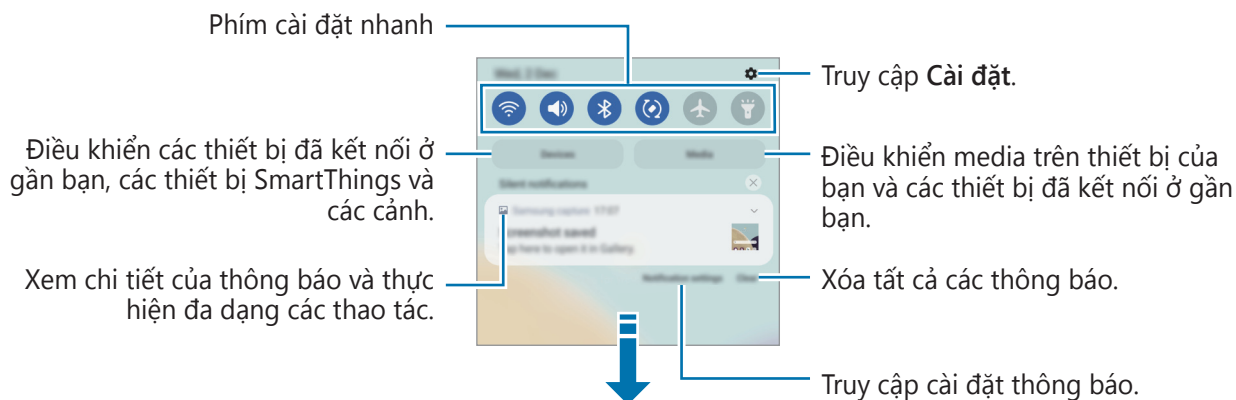 Phím cài đặt nhanh
Truy cập Cài đặt.
Wed, 2 Dec
Điều khiển các thiết bị đã kết nối ở
gần bạn, các thiết bị SmartThings và
các cảnh.
Devices
Media
Điều khiển media trên thiết bị của
bạn và các thiết bị đã kết nối ở gần
bạn.
Silent notifications
Samsung capture 17:07
Screenshot saved
Tap here to open it in Gallery.
Xem chi tiết của thông báo và thực
hiện đa dạng các thao tác.
Notification settings
Clear
Xóa tất cả các thông báo.
Truy cập cài đặt thông báo.